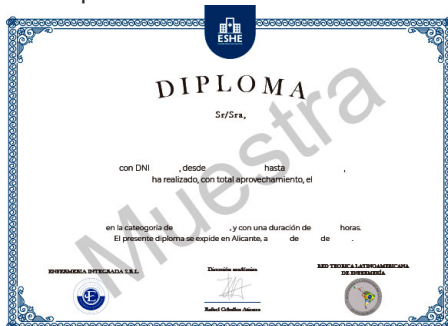 ESHE
DIPLOMA
Sr/Sra,
con DNI , desde hasta ,
ha realizado, con total aprovechamiento, el
en la cateogoría de , y con una duración de horas.
El presente diploma se expide en Alicante, a de de .
ENFERMERIA INTEGRADA S.R.L.
Dirección académica
RED TEORICA LATINOAMERICANA
DE ENFERMERÍA
Rafael Ceballos Atienza
Muestra